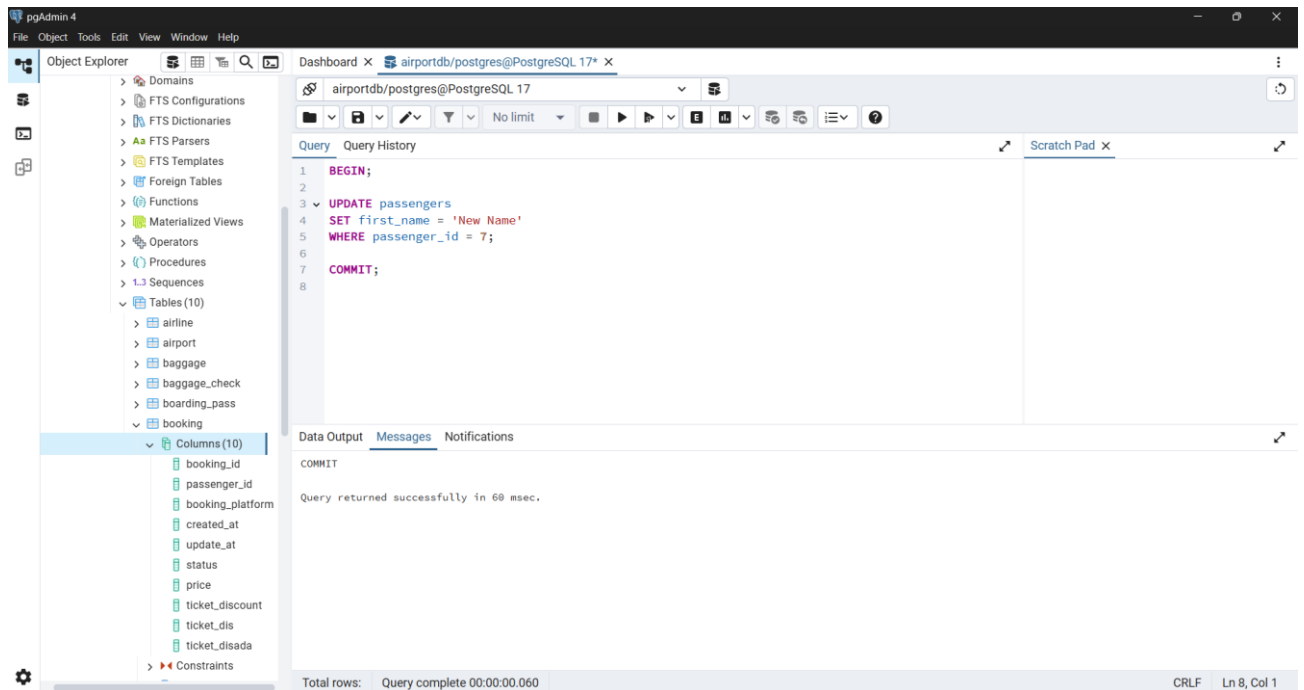 pgAdmin 4
File Object Tools Edit View Window Help
Object Explorer
Domains
FTS Configurations
FTS Dictionaries
Aa FTS Parsers
FTS Templates
Foreign Tables
Functions
Materialized Views
Operators
Procedures
1..3 Sequences
Tables (10)
airline
airport
baggage
baggage_check
boarding_pass
booking
Columns (10)
booking_id
passenger_id
booking_platform
created_at
update_at
status
price
ticket_discount
ticket_dis
ticket_disada
Constraints
Dashboard airportdb/postgres@PostgreSQL 17*
airportdb/postgres@PostgreSQL 17
No limit E
Query Query History
1 BEGIN;
2
3 UPDATE passengers
4 SET first_name = 'New Name'
5 WHERE passenger_id = 7;
6
7 COMMIT;
8
Scratch Pad
Data Output Messages Notifications
COMMIT
Query returned successfully in 60 msec.
Total rows: Query complete 00:00:00.060 CRLF Ln 8, Col 1